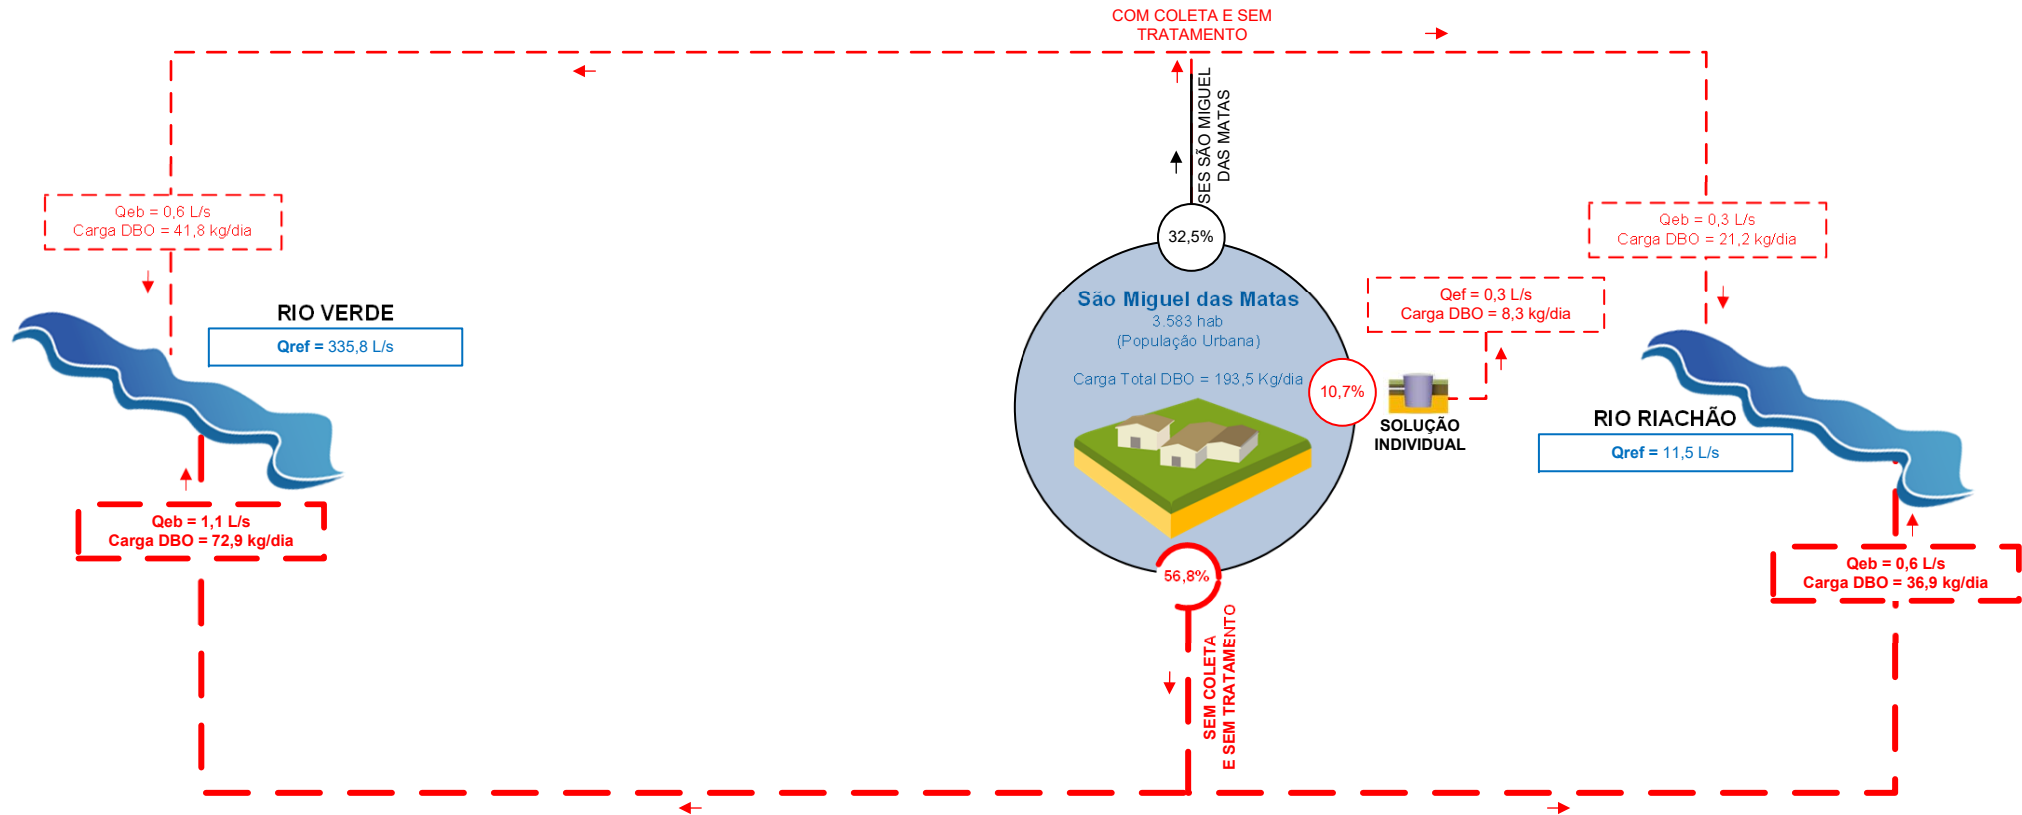 COM COLETA E SEM
TRATAMENTO
SES SÃO MIGUEL
DAS MATAS
Qeb = 0,6 L/s
Carga DBO = 41,8 kg/dia
Qeb = 0,3 L/s
Carga DBO = 21,2 kg/dia
32,5%
RIO VERDE
Qref = 335,8 L/s
São Miguel das Matas
3.583 hab
(População Urbana)
Carga Total DBO = 193,5 Kg/dia
Qef = 0,3 L/s
Carga DBO = 8,3 kg/dia
10,7%
SOLUÇÃO
INDIVIDUAL
RIO RIACHÃO
Qref = 11,5 L/s
Qeb = 1,1 L/s
Carga DBO = 72,9 kg/dia
56,8%
Qeb = 0,6 L/s
Carga DBO = 36,9 kg/dia
SEM COLETA
E SEM TRATAMENTO